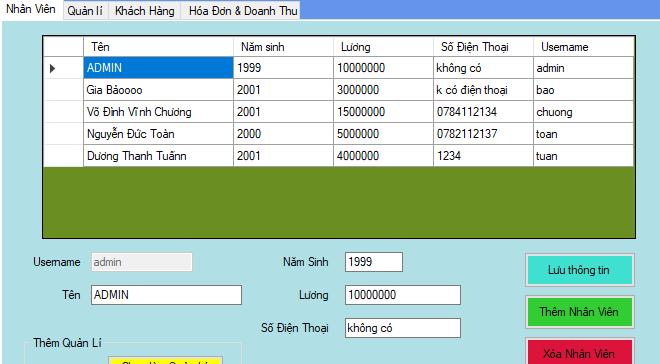 Nhân Viên Quản lí Khách Hàng Hóa Đơn & Doanh Thu
Tên Năm sinh Lương Số Điện Thoại Username
ADMIN 1999 10000000 không có admin
Gia Bảoooo 2001 3000000 k có điện thoại bao
Võ Đình Vĩnh Chương 2001 15000000 0784112134 chuong
Nguyễn Đức Toàn 2000 5000000 0782112137 toan
Dương Thanh Tuấnn 2001 4000000 1234 tuan
Username admin Năm Sinh 1999 Lưu thông tin
Tên ADMIN Lương 10000000 Thêm Nhân Viên
Số Điện Thoại không có
Thêm Quản Lí Xóa Nhân Viên